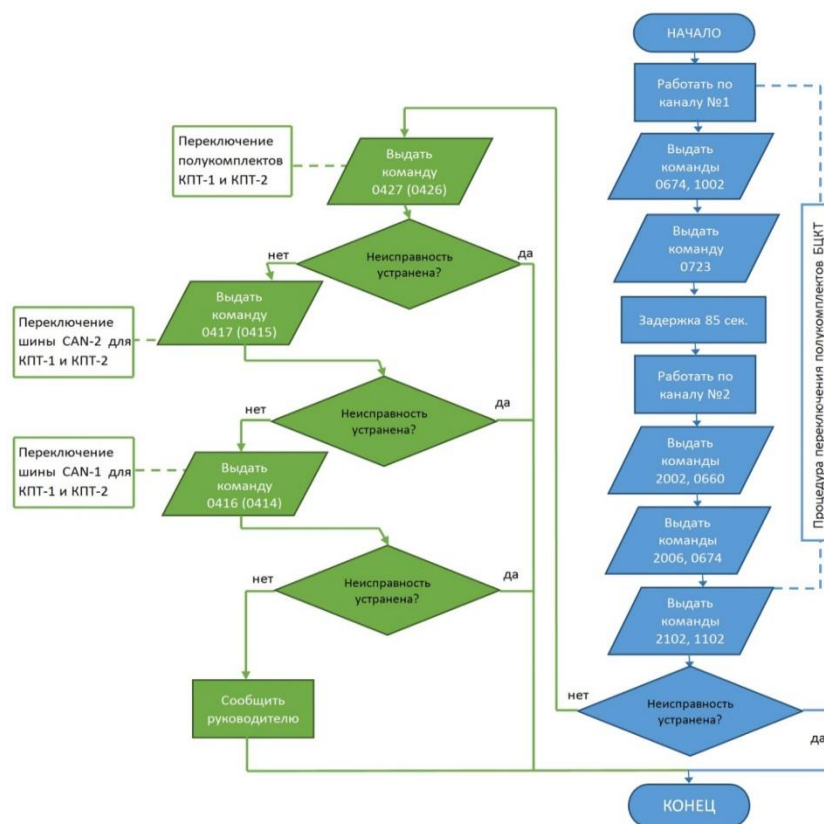 НАЧАЛО
Работать по
каналу №1
Выдать
команды
0674, 1002
Выдать
команду
0723
Задержка 85 сек.
Работать по
каналу №2
Выдать
команды
2002, 0660
Выдать
команды
2006, 0674
Выдать
команды
2102, 1102
Процедура переключения полукомплектов БЦКТ
Неисправность
устранена?
нет
да
Переключение
полукомплектов
КПТ-1 и КПТ-2
Выдать
команду
0427 (0426)
Неисправность
устранена?
нет
да
Переключение
шины CAN-2 для
КПТ-1 и КПТ-2
Выдать
команду
0417 (0415)
Неисправность
устранена?
нет
да
Переключение
шины CAN-1 для
КПТ-1 и КПТ-2
Выдать
команду
0416 (0414)
Неисправность
устранена?
нет
да
Сообщить
руководителю
КОНЕЦ